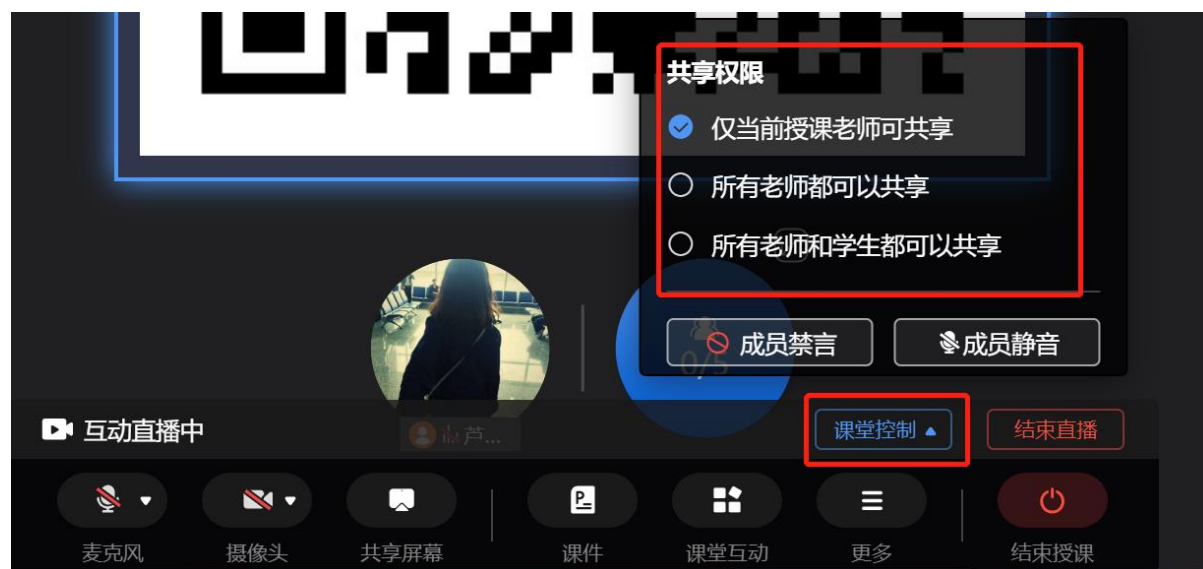 共享权限
仅当前授课老师可共享
所有老师都可以共享
所有老师和学生都可以共享
成员禁言 成员静音
0/5
芦...
互动直播中 课堂控制 结束直播
麦克风 摄像头 共享屏幕 课件 课堂互动 更多 结束授课